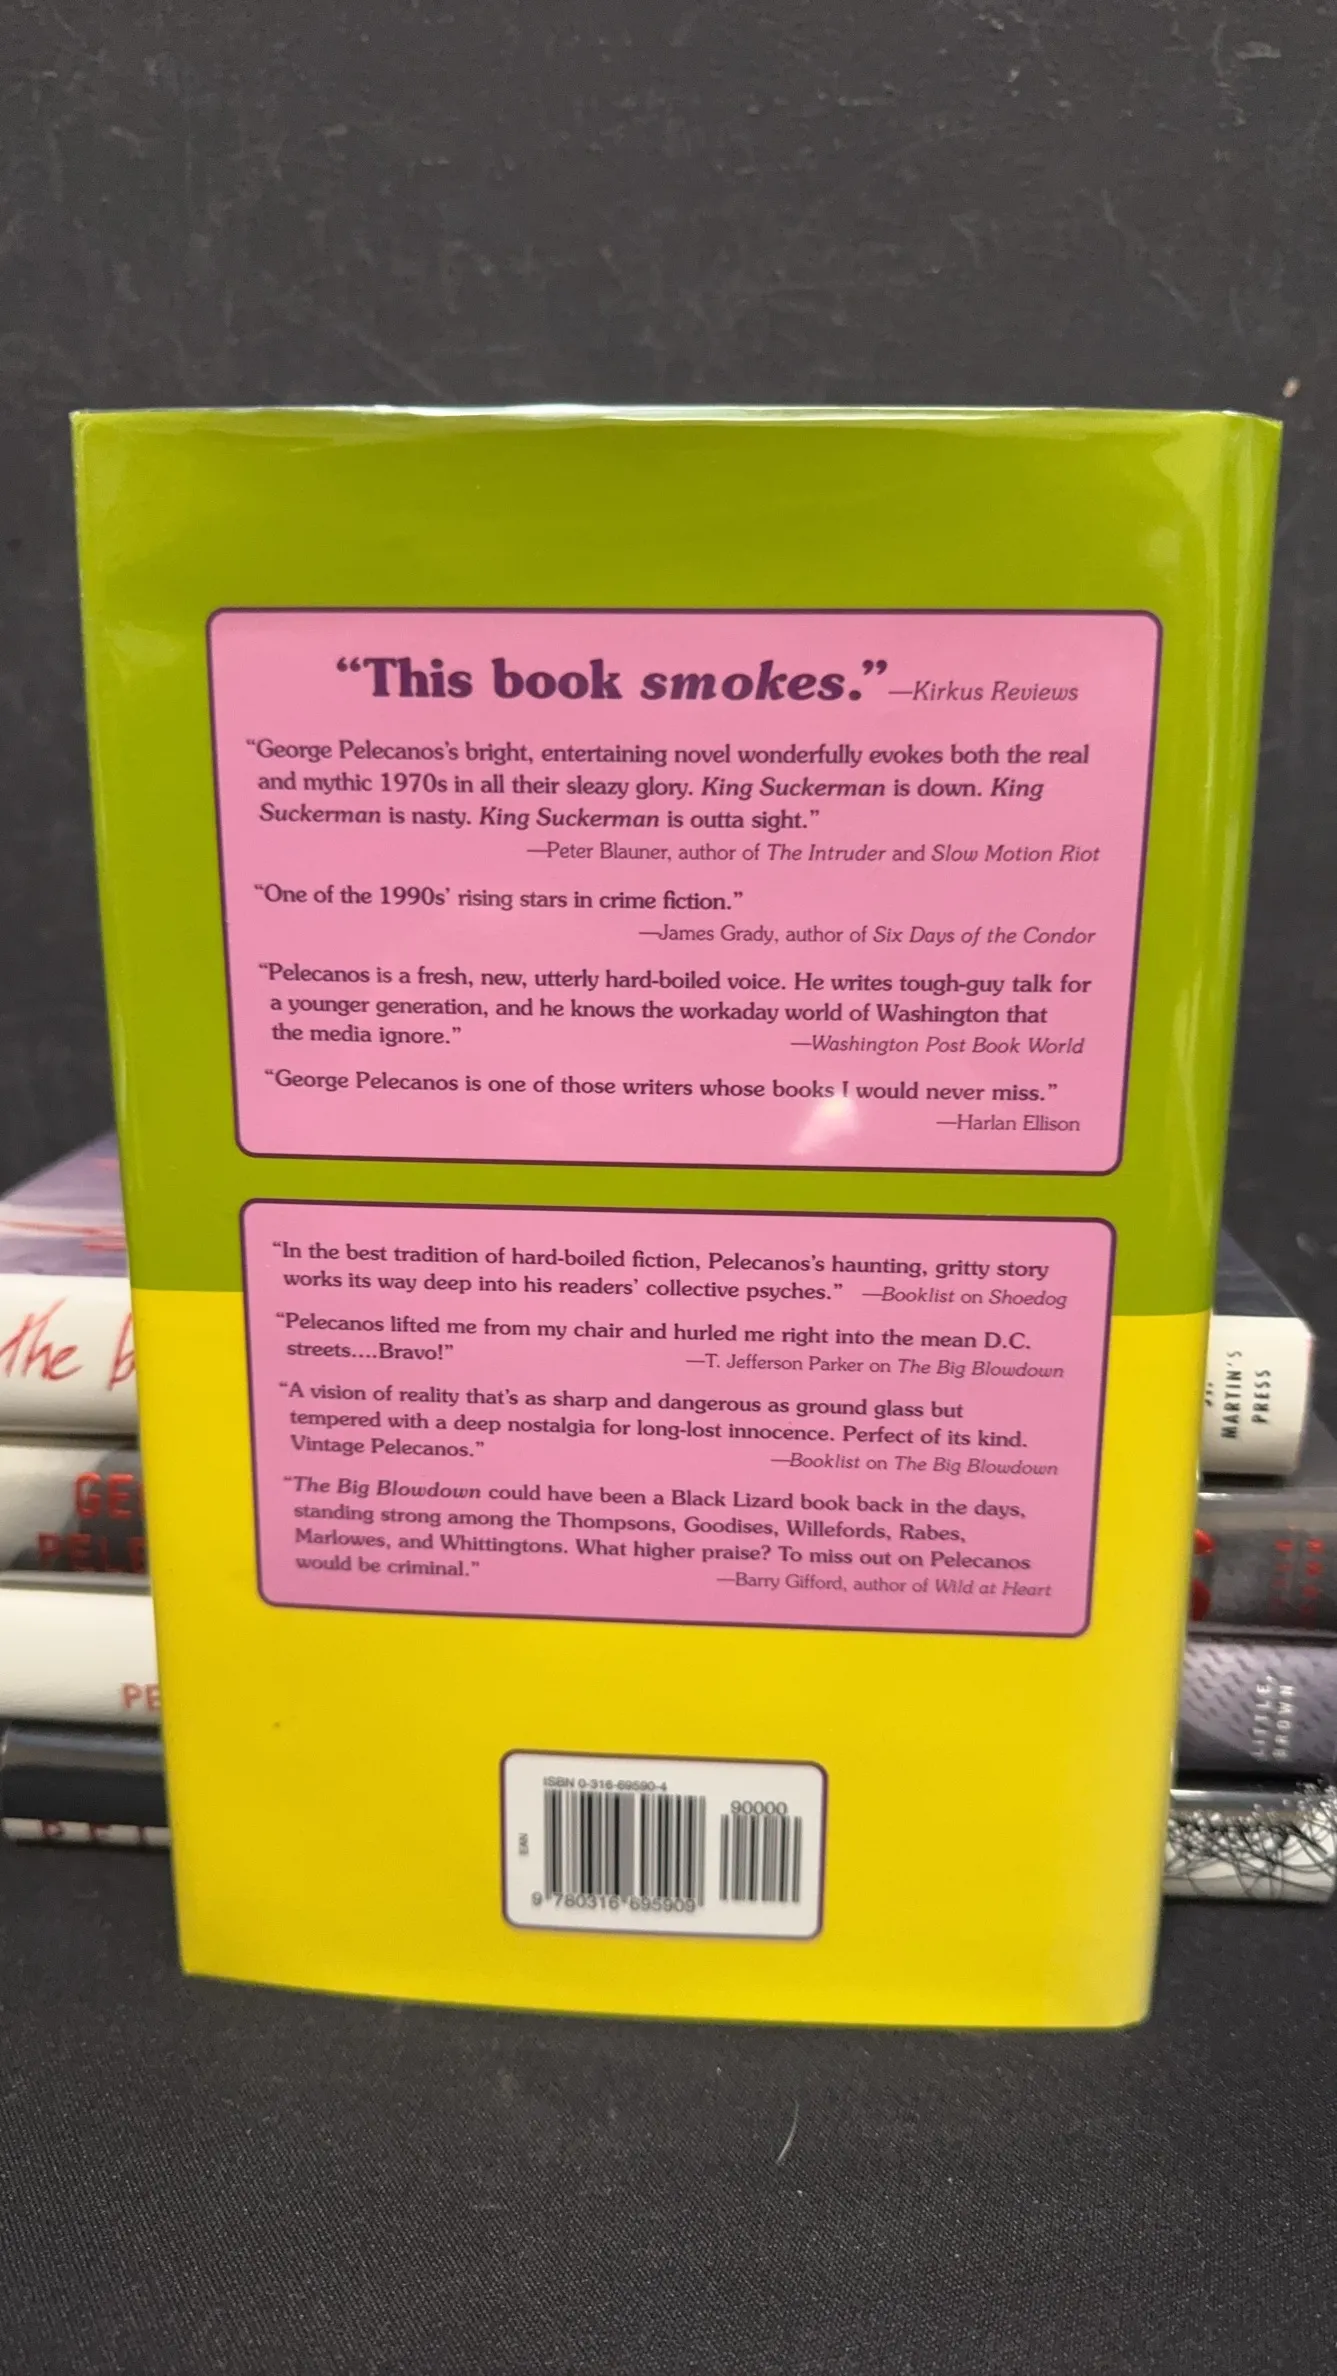 “This book smokes.” —Kirkus Reviews
“George Pelecanos's bright, entertaining novel wonderfully evokes both the real
and mythic 1970s in all their sleazy glory. King Suckerman is down. King
Suckerman is nasty. King Suckerman is outta sight.”
—Peter Blauner, author of The Intruder and Slow Motion Riot
“One of the 1990s' rising stars in crime fiction.”
—James Grady, author of Six Days of the Condor
“Pelecanos is a fresh, new, utterly hard-boiled voice. He writes tough-guy talk for
a younger generation, and he knows the workaday world of Washington that
the media ignore.” —Washington Post Book World
“George Pelecanos is one of those writers whose books I would never miss.”
—Harlan Ellison
“In the best tradition of hard-boiled fiction, Pelecanos's haunting, gritty story
works its way deep into his readers' collective psyches.” —Booklist on Shoedog
“Pelecanos lifted me from my chair and hurled me right into the mean D.C.
streets....Bravo!” —T. Jefferson Parker on The Big Blowdown
“A vision of reality that's as sharp and dangerous as ground glass but
tempered with a deep nostalgia for long-lost innocence. Perfect of its kind.
Vintage Pelecanos.” —Booklist on The Big Blowdown
“The Big Blowdown could have been a Black Lizard book back in the days,
standing strong among the Thompsons, Goodises, Willefords, Rabes,
Marlowes, and Whittingtons. What higher praise? To miss out on Pelecanos
would be criminal.” —Barry Gifford, author of Wild at Heart
ISBN 0-316-69590-4
90000
EAN
9 780316 695909
the b
GE
PELE
PE
PEL
MARTIN'S
PRESS
LITTLE,
BROWN